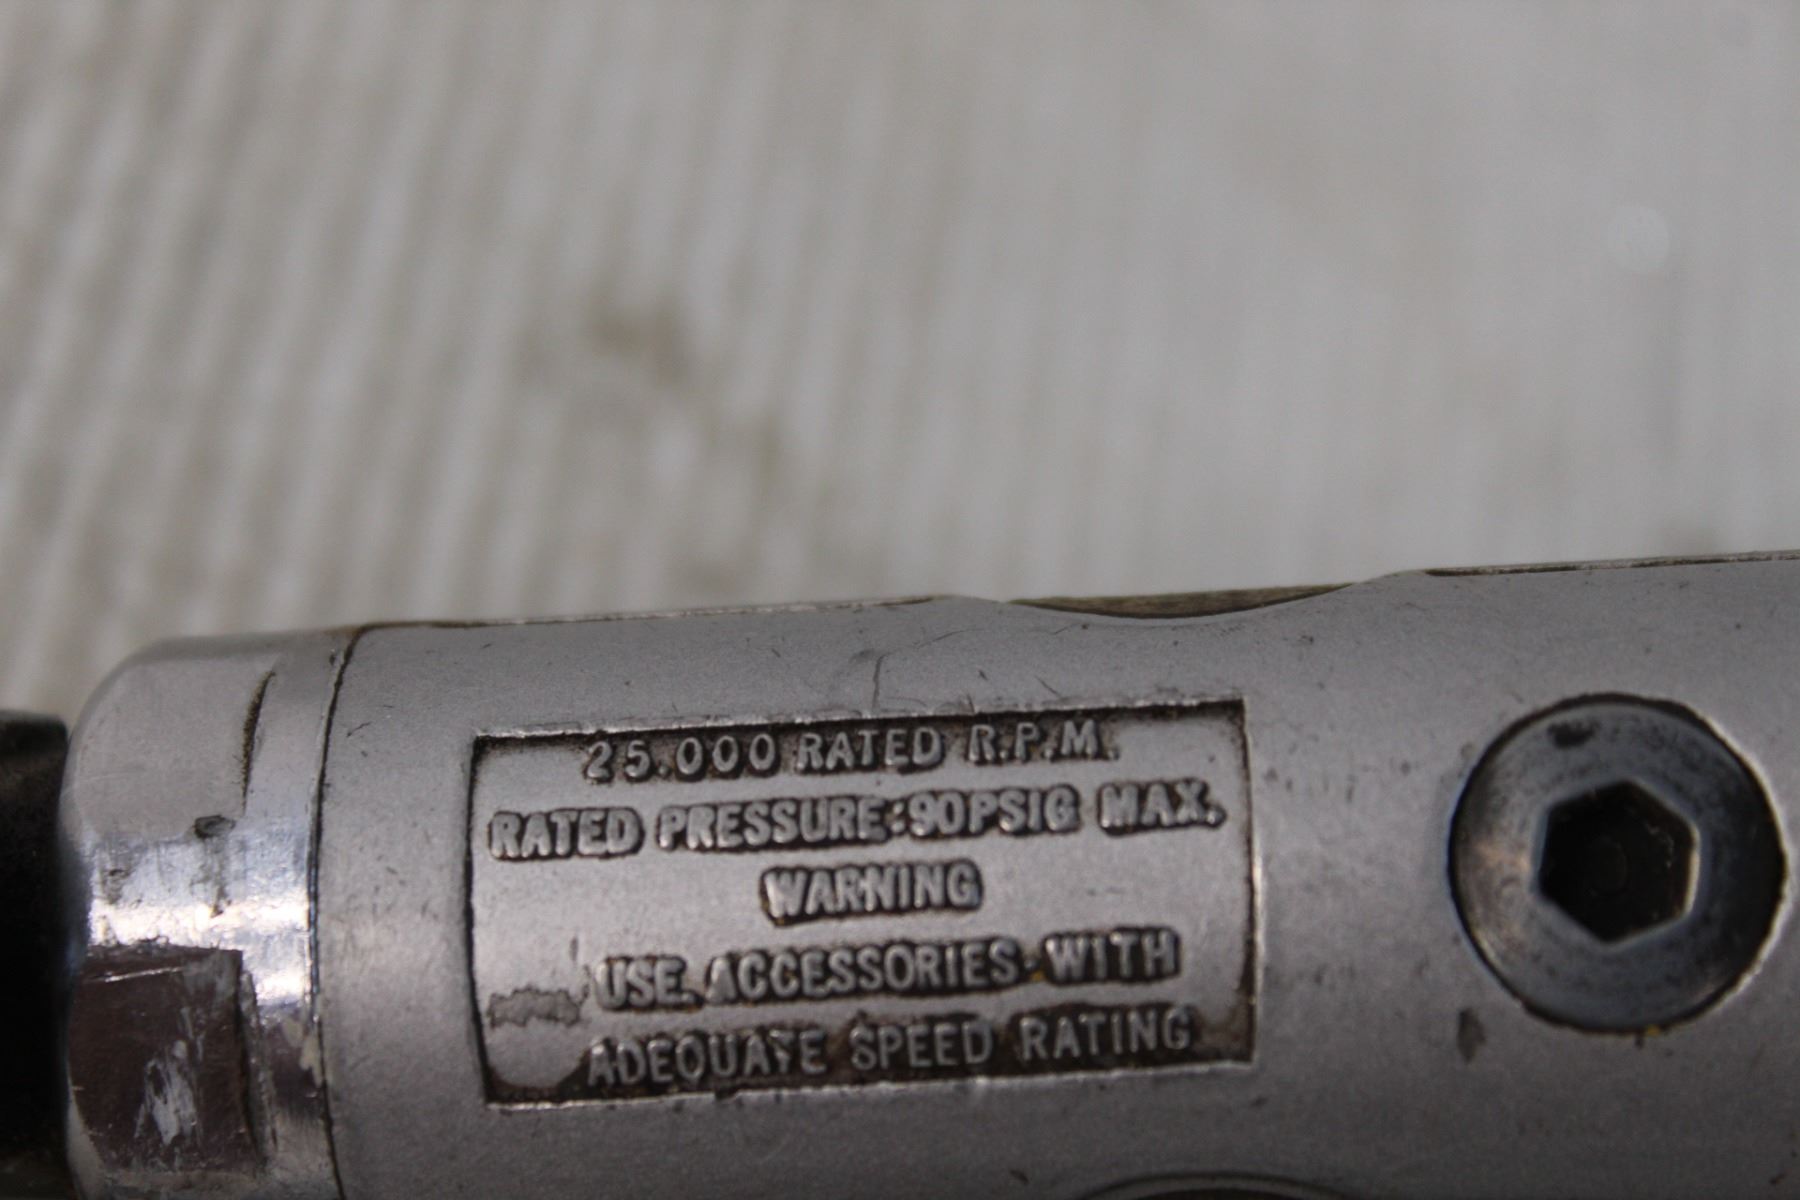 25.000 RATED R.P.M.
RATED PRESSURE:90PSIG MAX.
WARNING
USE ACCESSORIES WITH
ADEQUATE SPEED RATING